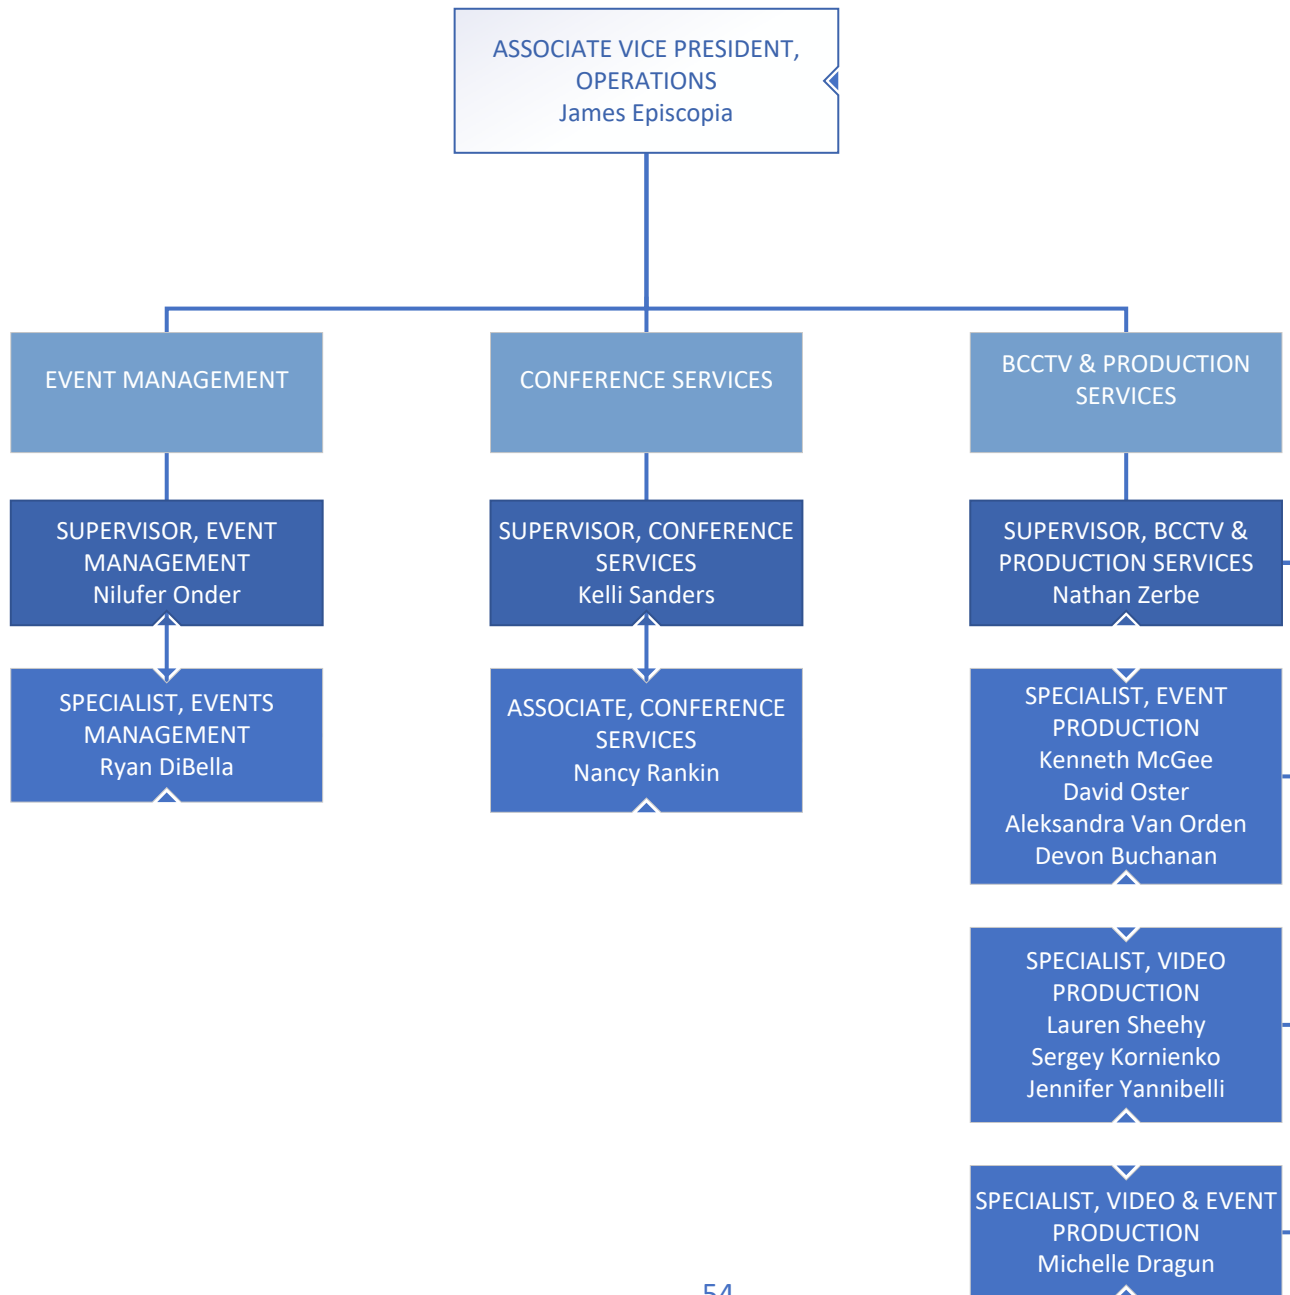 ASSOCIATE VICE PRESIDENT,
OPERATIONS
James Episcopia
EVENT MANAGEMENT
CONFERENCE SERVICES
BCCTV & PRODUCTION
SERVICES
SUPERVISOR, EVENT
MANAGEMENT
Nilufer Onder
SUPERVISOR, CONFERENCE
SERVICES
Kelli Sanders
SUPERVISOR, BCCTV &
PRODUCTION SERVICES
Nathan Zerbe
SPECIALIST, EVENTS
MANAGEMENT
Ryan DiBella
ASSOCIATE, CONFERENCE
SERVICES
Nancy Rankin
SPECIALIST, EVENT
PRODUCTION
Kenneth McGee
David Oster
Aleksandra Van Orden
Devon Buchanan
SPECIALIST, VIDEO
PRODUCTION
Lauren Sheehy
Sergey Kornienko
Jennifer Yannibelli
SPECIALIST, VIDEO & EVENT
PRODUCTION
Michelle Dragun
54